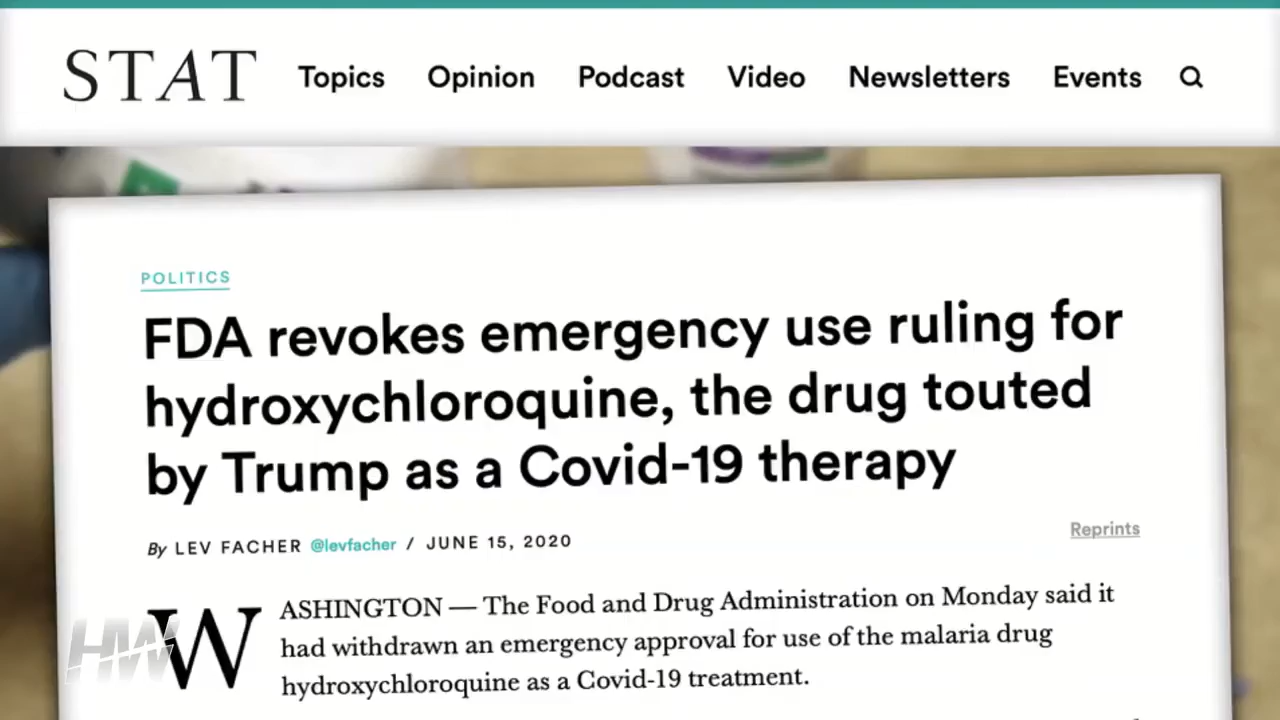 STAT Topics Opinion Podcast Video Newsletters Events
POLITICS
FDA revokes emergency use ruling for
hydroxychloroquine, the drug touted
by Trump as a Covid-19 therapy
By LEV FACHER @levfacher / JUNE 15, 2020
Reprints
WASHINGTON — The Food and Drug Administration on Monday said it
had withdrawn an emergency approval for use of the malaria drug
hydroxychloroquine as a Covid-19 treatment.
HW